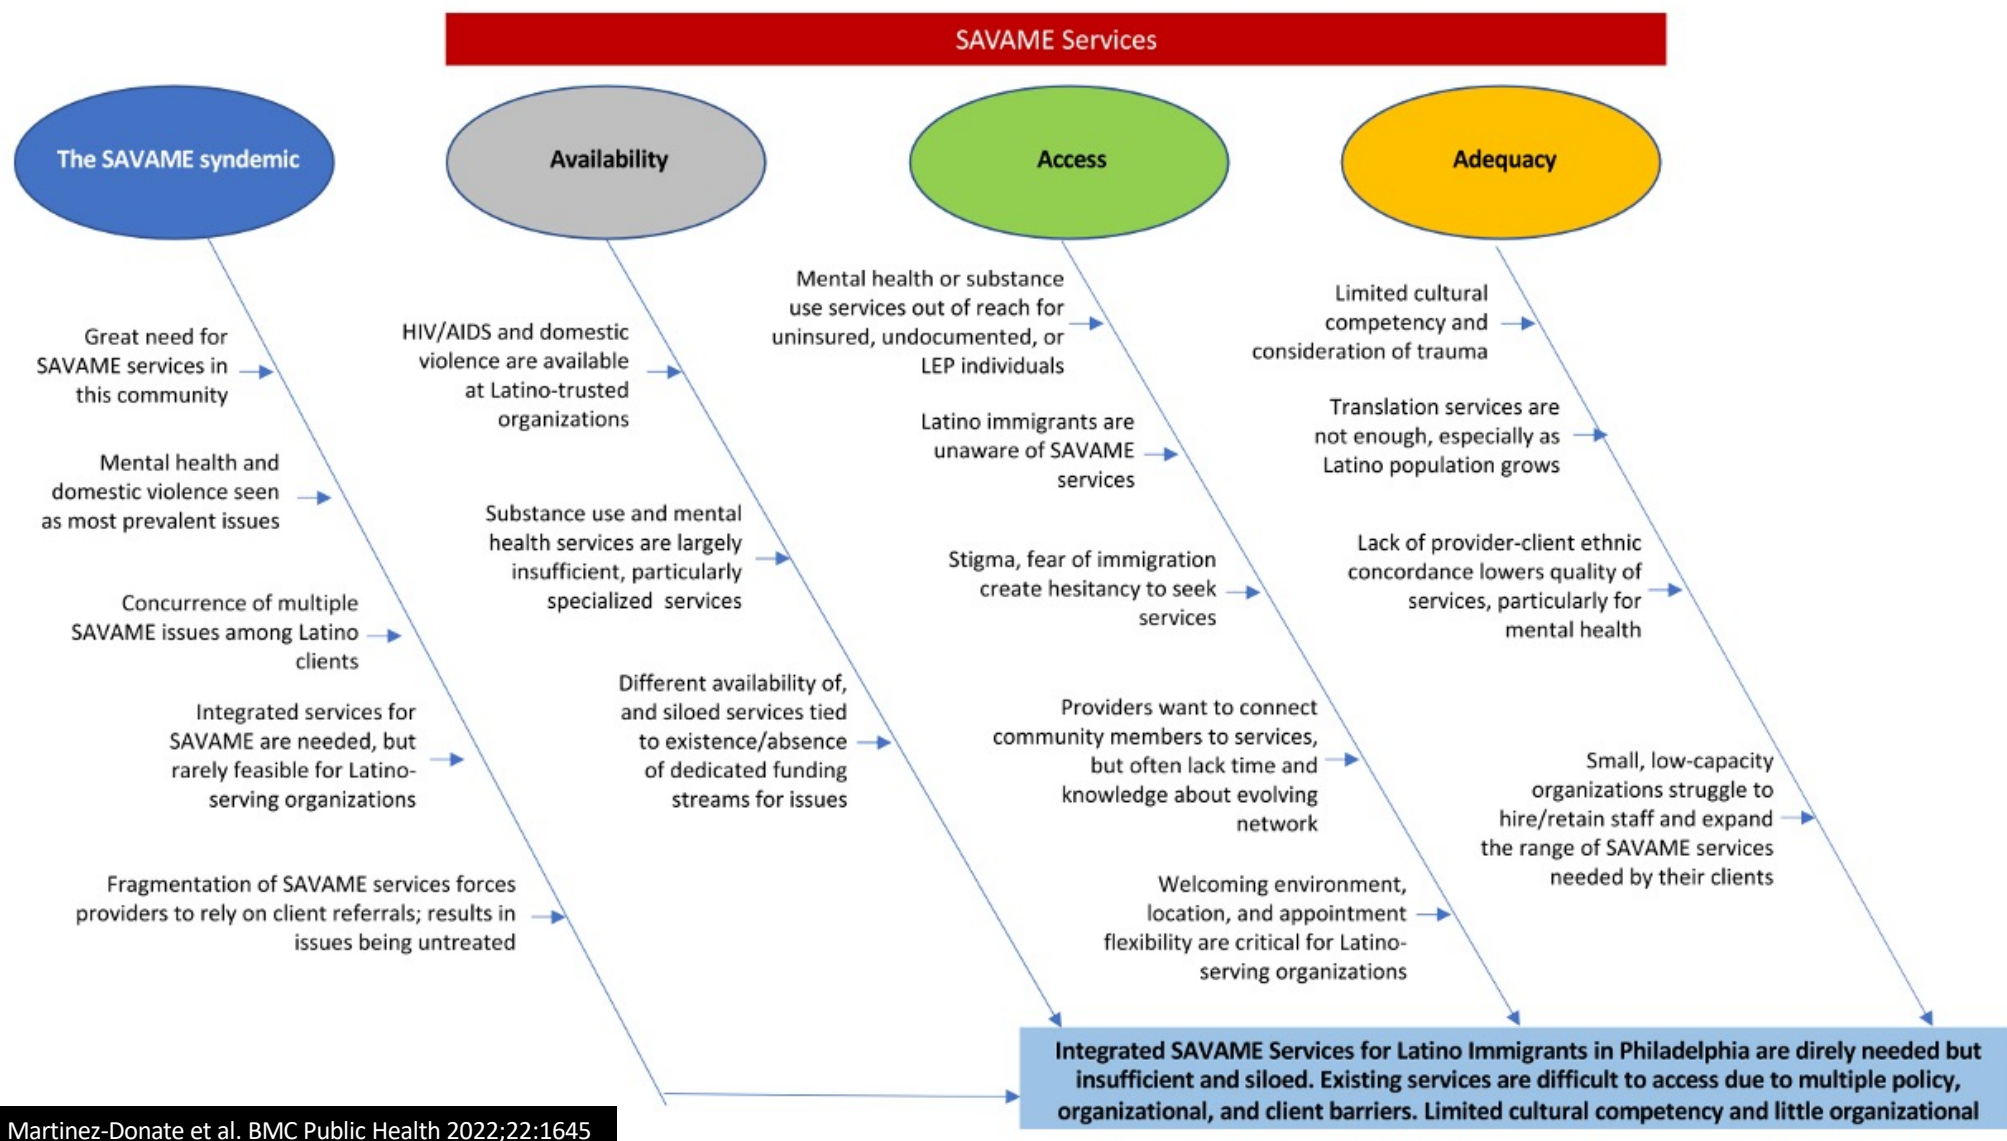 SAVAME Services
The SAVAME syndemic
Great need for
SAVAME services in
this community
Mental health and
domestic violence seen
as most prevalent issues
Concurrence of multiple
SAVAME issues among Latino
clients
Integrated services for
SAVAME are needed, but
rarely feasible for Latino-
serving organizations
Fragmentation of SAVAME services forces
providers to rely on client referrals; results in
issues being untreated
Availability
HIV/AIDS and domestic
violence are available
at Latino-trusted
organizations
Substance use and mental
health services are largely
insufficient, particularly
specialized services
Different availability of,
and siloed services tied
to existence/absence
of dedicated funding
streams for issues
Access
Mental health or substance
use services out of reach for
uninsured, undocumented, or
LEP individuals
Latino immigrants are
unaware of SAVAME
services
Stigma, fear of immigration
create hesitancy to seek
services
Providers want to connect
community members to services,
but often lack time and
knowledge about evolving
network
Welcoming environment,
location, and appointment
flexibility are critical for Latino-
serving organizations
Adequacy
Limited cultural
competency and
consideration of trauma
Translation services are
not enough, especially as
Latino population grows
Lack of provider-client ethnic
concordance lowers quality of
services, particularly for
mental health
Small, low-capacity
organizations struggle to
hire/retain staff and expand
the range of SAVAME services
needed by their clients
Integrated SAVAME Services for Latino Immigrants in Philadelphia are direly needed but
insufficient and siloed. Existing services are difficult to access due to multiple policy,
organizational, and client barriers. Limited cultural competency and little organizational
Martinez-Donate et al. BMC Public Health 2022;22:1645